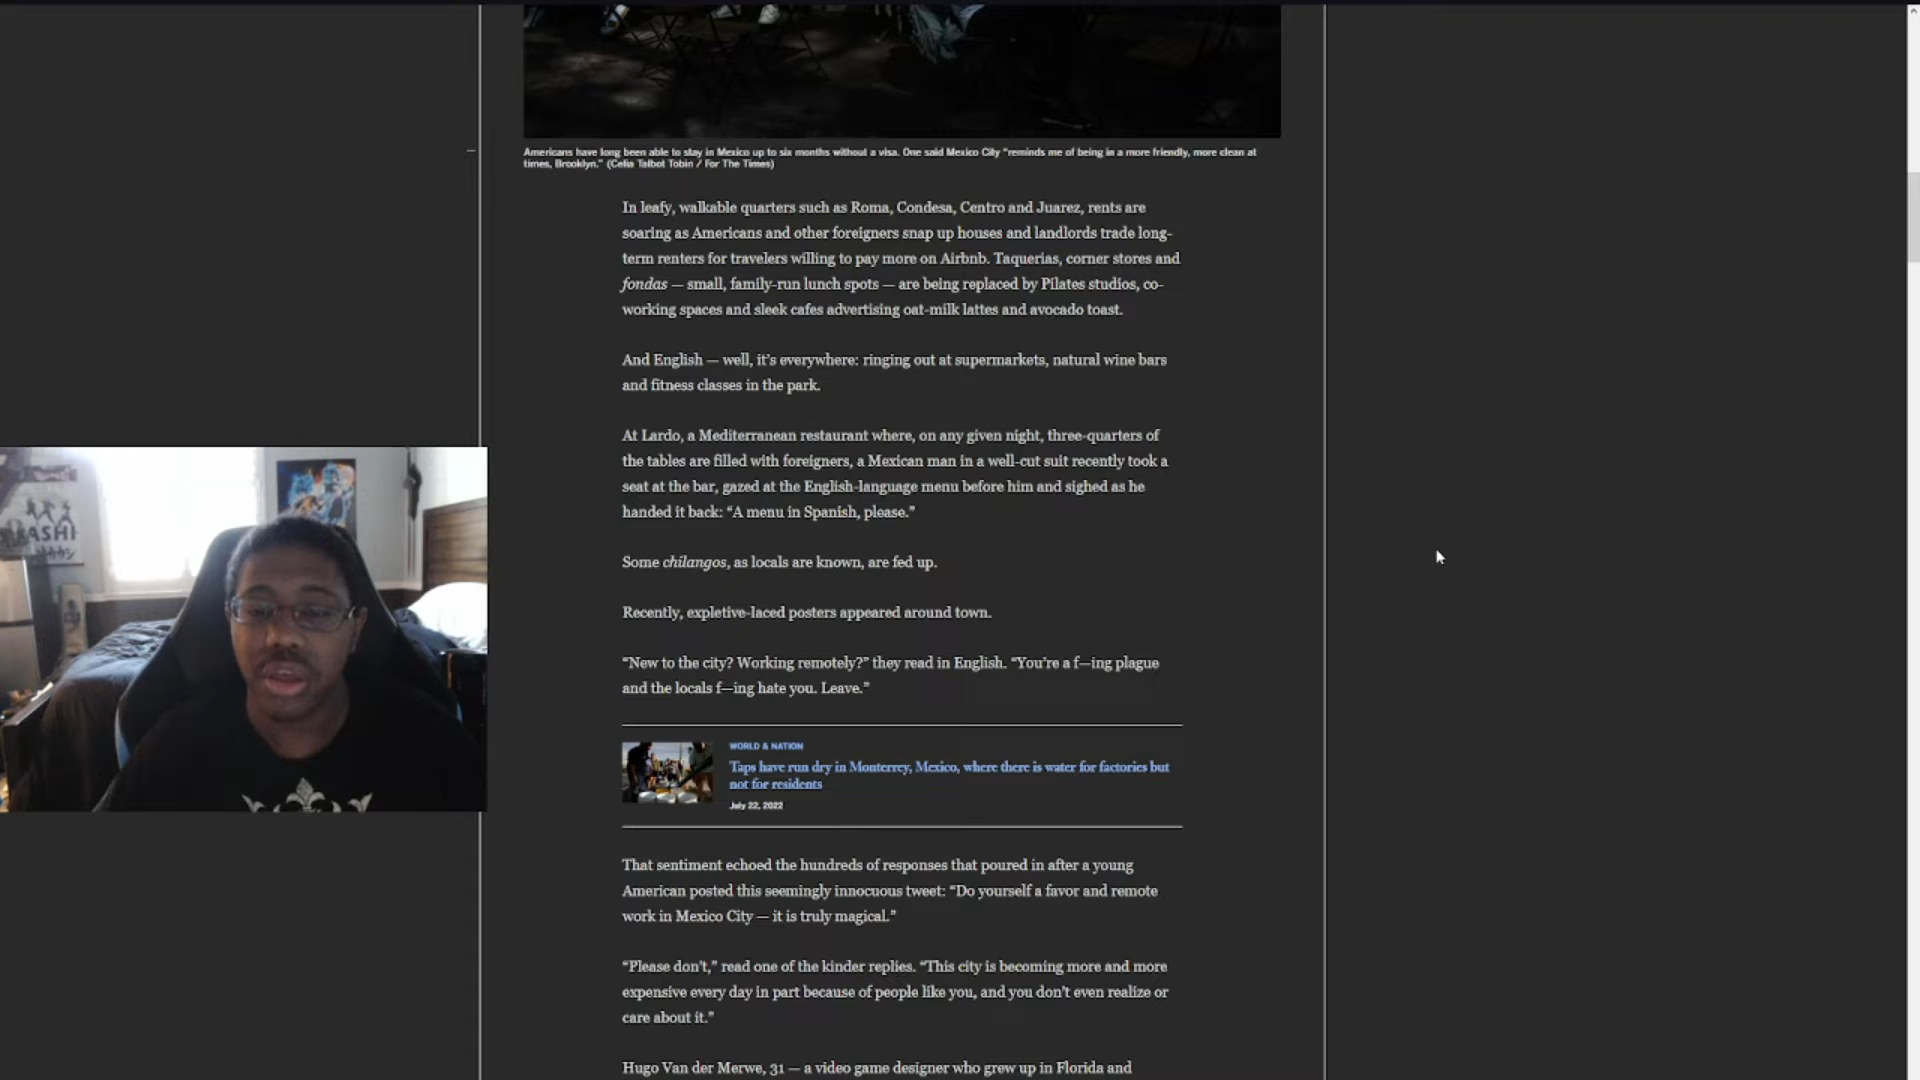 Americans have long been able to stay in Mexico up to six months without a visa. One said Mexico City “reminds me of being in a more friendly, more clean at
times, Brooklyn.” (Celia Talbot Tobin / For The Times)
In leafy, walkable quarters such as Roma, Condesa, Centro and Juarez, rents are
soaring as Americans and other foreigners snap up houses and landlords trade long-
term renters for travelers willing to pay more on Airbnb. Taquerias, corner stores and
fondas — small, family-run lunch spots — are being replaced by Pilates studios, co-
working spaces and sleek cafes advertising oat-milk lattes and avocado toast.
And English — well, it’s everywhere: ringing out at supermarkets, natural wine bars
and fitness classes in the park.
At Lardo, a Mediterranean restaurant where, on any given night, three-quarters of
the tables are filled with foreigners, a Mexican man in a well-cut suit recently took a
seat at the bar, gazed at the English-language menu before him and sighed as he
handed it back: “A menu in Spanish, please.”
Some chilangos, as locals are known, are fed up.
Recently, expletive-laced posters appeared around town.
“New to the city? Working remotely?” they read in English. “You’re a f—ing plague
and the locals f—ing hate you. Leave.”
WORLD & NATION
Taps have run dry in Monterrey, Mexico, where there is water for factories but
not for residents
July 22, 2022
That sentiment echoed the hundreds of responses that poured in after a young
American posted this seemingly innocuous tweet: “Do yourself a favor and remote
work in Mexico City — it is truly magical.”
“Please don’t,” read one of the kinder replies. “This city is becoming more and more
expensive every day in part because of people like you, and you don’t even realize or
care about it.”
Hugo Van der Merwe, 31 — a video game designer who grew up in Florida and
ASHI